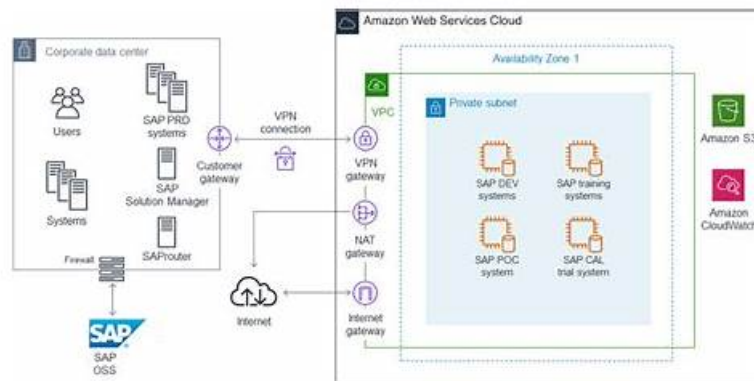 Corporate data center
Users
SAP PRD
systems
Systems
SAP
Solution Manager
SAProuter
Firewall
Customer
gateway
VPN
connection
SAP
SAP
OSS
Internet
Amazon Web Services Cloud
Availability Zone 1
VPC
Private subnet
VPN
gateway
NAT
gateway
Internet
gateway
SAP DEV
systems
SAP training
systems
SAP POC
system
SAP CAL
trial system
Amazon S3
Amazon
CloudWatch